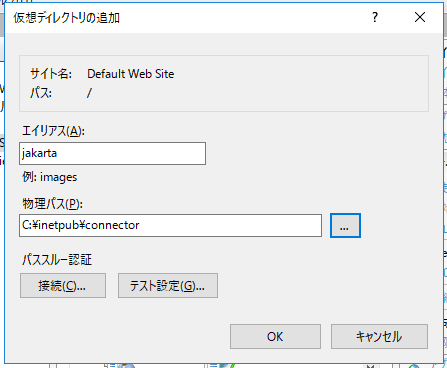 仮想ディレクトリの追加
?
サイト名: Default Web Site
パス: /
エイリアス(A):
jakarta
例: images
物理パス(P):
C:¥inetpub¥connector
...
パススルー認証
接続(C)... テスト設定(G)...
OK キャンセル